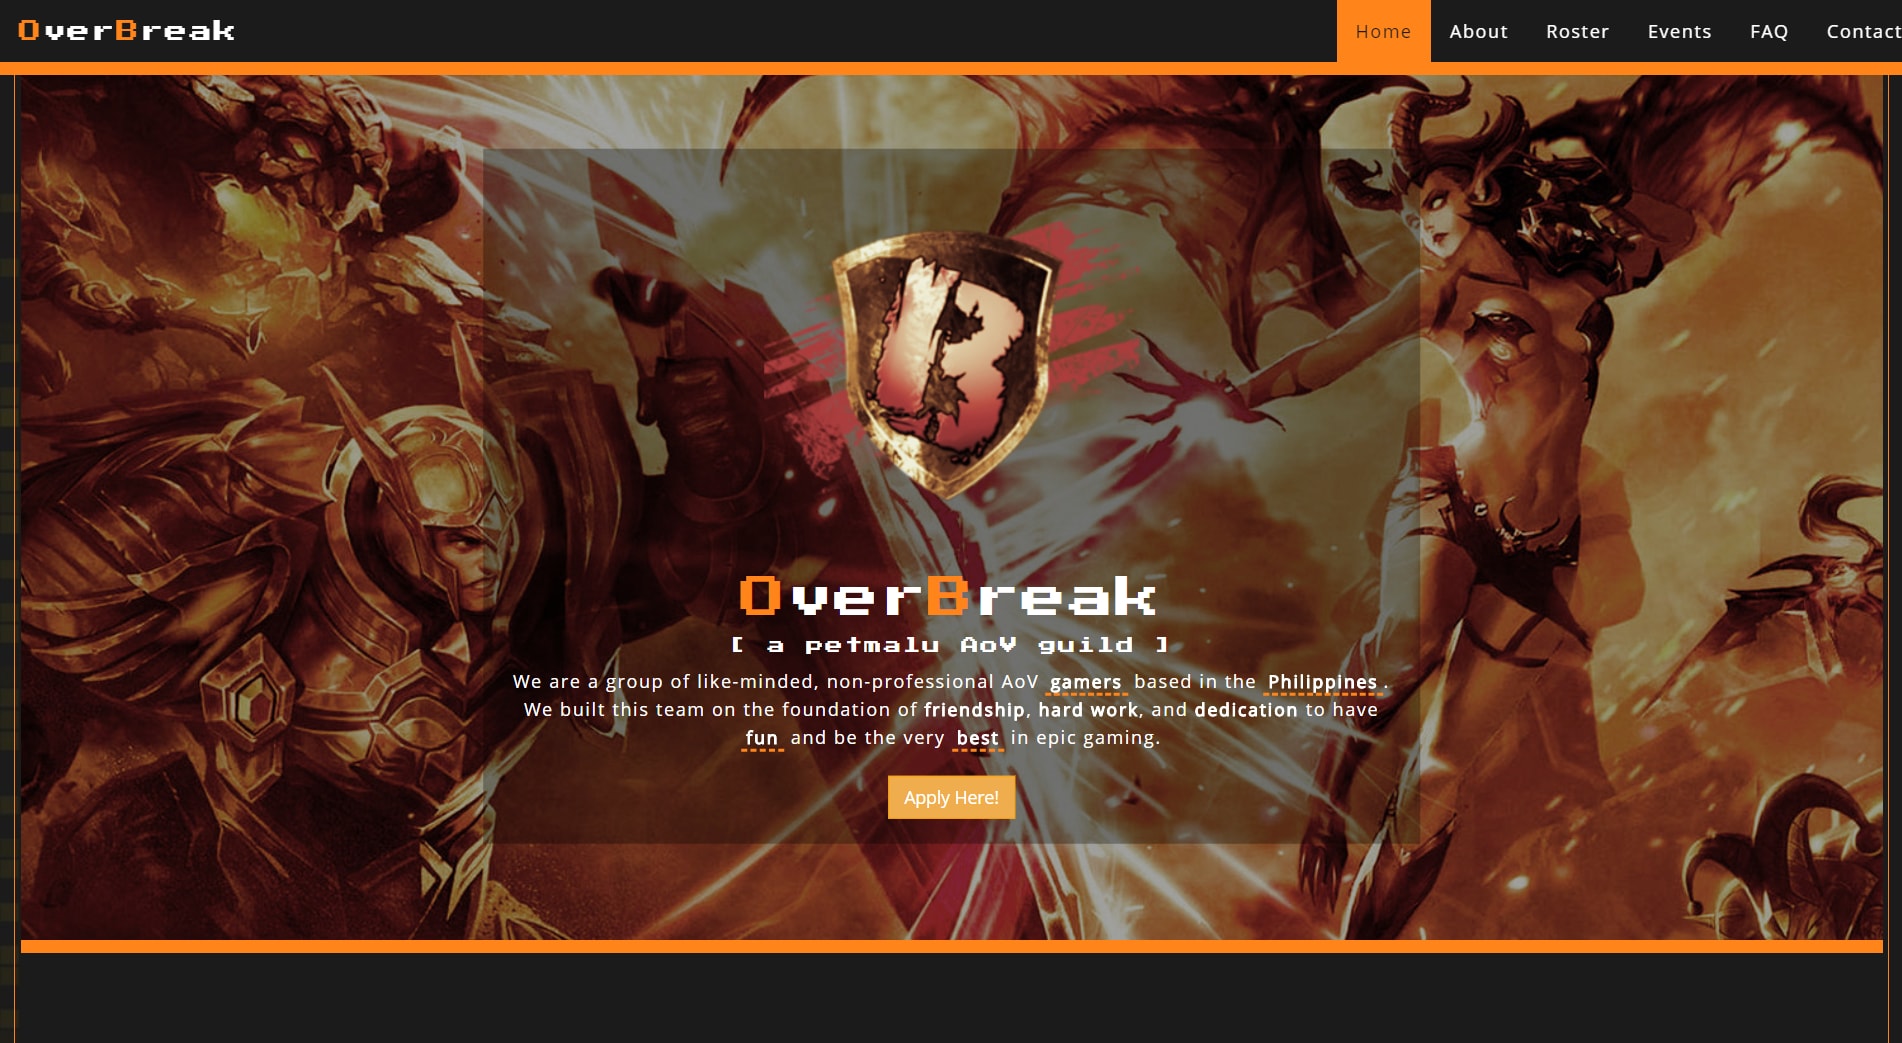 OverBreak
Home About Roster Events FAQ Contact
B
OverBreak
[ a petmalu AoV guild ]
We are a group of like-minded, non-professional AoV gamers based in the Philippines .
We built this team on the foundation of friendship, hard work, and dedication to have
fun and be the very best in epic gaming.
Apply Here!